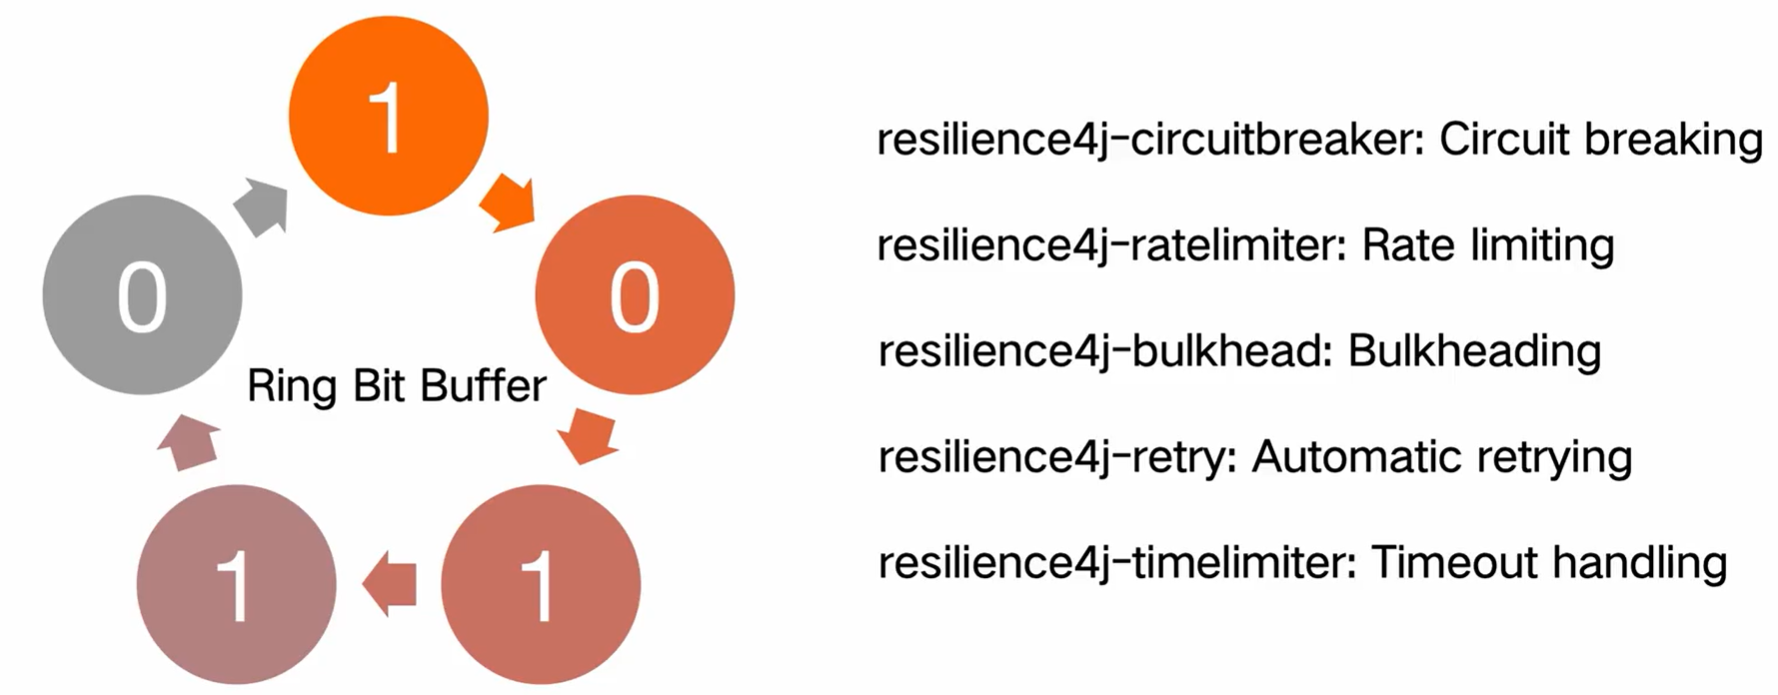 1
0
0
Ring Bit Buffer
1
1
resilience4j-circuitbreaker: Circuit breaking
resilience4j-ratelimiter: Rate limiting
resilience4j-bulkhead: Bulkheading
resilience4j-retry: Automatic retrying
resilience4j-timelimiter: Timeout handling